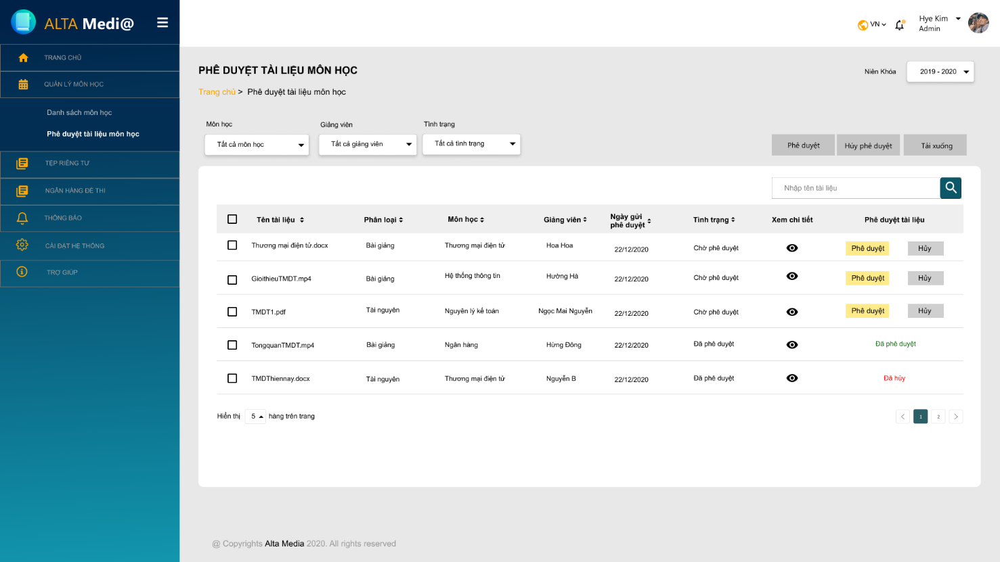 ALTA Medi@
VN
Hye Kim
Admin
TRANG CHỦ
QUẢN LÝ MÔN HỌC
Danh sách môn học
Phê duyệt tài liệu môn học
TỆP RIÊNG TƯ
NGÂN HÀNG ĐỀ THI
THÔNG BÁO
CÀI ĐẶT HỆ THỐNG
TRỢ GIÚP
PHÊ DUYỆT TÀI LIỆU MÔN HỌC
Niên Khóa 2019 - 2020
Trang chủ > Phê duyệt tài liệu môn học
Môn học Giảng viên Tình trạng
Tất cả môn học Tất cả giảng viên Tất cả tình trạng Phê duyệt Hủy phê duyệt Tải xuống
Nhập tên tài liệu
Tên tài liệu Phân loại Môn học Giảng viên Ngày gửi phê duyệt Tình trạng Xem chi tiết Phê duyệt tài liệu
Thương mại điện tử.docx Bài giảng Thương mại điện tử Hoa Hoa 22/12/2020 Chờ phê duyệt Phê duyệt Hủy
GioithieuTMDT.mp4 Bài giảng Hệ thống thông tin Hường Hà 22/12/2020 Chờ phê duyệt Phê duyệt Hủy
TMDT1.pdf Tài nguyên Nguyên lý kế toán Ngọc Mai Nguyễn 22/12/2020 Chờ phê duyệt Phê duyệt Hủy
TongquanTMDT.mp4 Bài giảng Ngân hàng Hừng Đông 22/12/2020 Đã phê duyệt Đã phê duyệt
TMDThiennay.docx Tài nguyên Thương mại điện tử Nguyễn B 22/12/2020 Đã phê duyệt Đã hủy
Hiển thị 5 hàng trên trang
1 2
@ Copyrights Alta Media 2020. All rights reserved